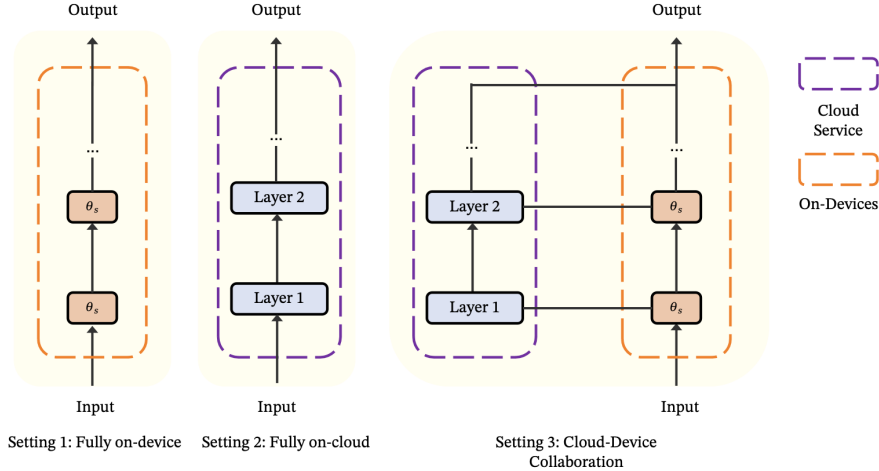 Output
Output
Output
...
...
...
...
θs
Layer 2
Layer 2
θs
θs
Layer 1
Layer 1
θs
Input
Input
Input
Cloud
Service
On-Devices
Setting 1: Fully on-device
Setting 2: Fully on-cloud
Setting 3: Cloud-Device
Collaboration